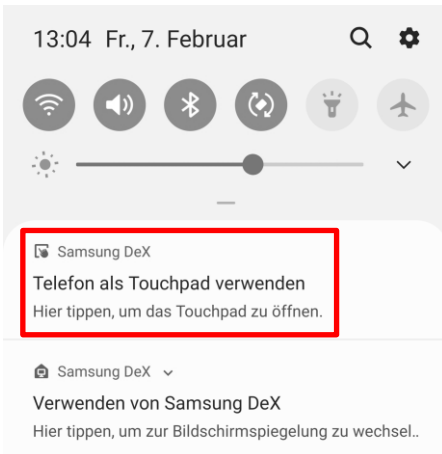 13:04 Fr., 7. Februar
Samsung DeX
Telefon als Touchpad verwenden
Hier tippen, um das Touchpad zu öffnen.
Samsung DeX
Verwenden von Samsung DeX
Hier tippen, um zur Bildschirmspiegelung zu wechsel..